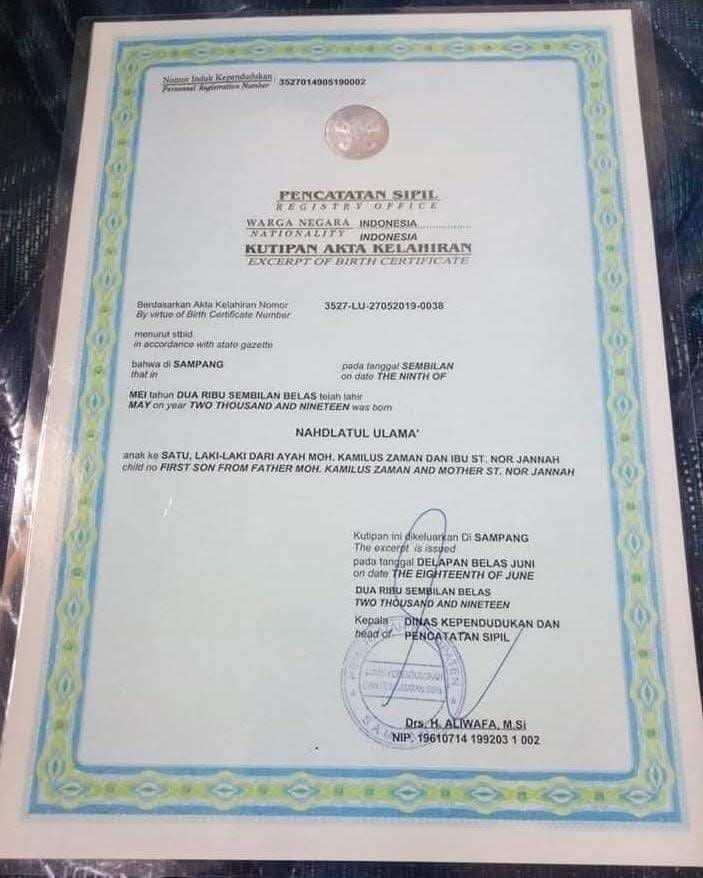 Nomor Induk Kependudukan 3527014905190002
Personnel Registration Number
PENCATATAN SIPIL
REGISTRY OFFICE
WARGA NEGARA INDONESIA
NATIONALITY INDONESIA
KUTIPAN AKTA KELAHIRAN
EXCERPT OF BIRTH CERTIFICATE
Berdasarkan Akta Kelahiran Nomor 3527-LU-27052019-0038
By virtue of Birth Certificate Number
menurut stbld
in accordance with state gazette
bahwa di SAMPANG pada tanggal SEMBILAN
that in on date THE NINTH OF
MEI tahun DUA RIBU SEMBILAN BELAS telah lahir
MAY on year TWO THOUSAND AND NINETEEN was born
NAHDLATUL ULAMA'
anak ke SATU, LAKI-LAKI DARI AYAH MOH. KAMILUS ZAMAN DAN IBU ST. NOR JANNAH
child no FIRST SON FROM FATHER MOH. KAMILUS ZAMAN AND MOTHER ST. NOR JANNAH
Kutipan ini dikeluarkan Di SAMPANG
The excerpt is issued
pada tanggal DELAPAN BELAS JUNI
on date THE EIGHTEENTH OF JUNE
DUA RIBU SEMBILAN BELAS
TWO THOUSAND AND NINETEEN
Kepala DINAS KEPENDUDUKAN DAN
head of PENCATATAN SIPIL
Drs. H. ALIWAFA, M.Si
NIP. 19610714 199203 1 002